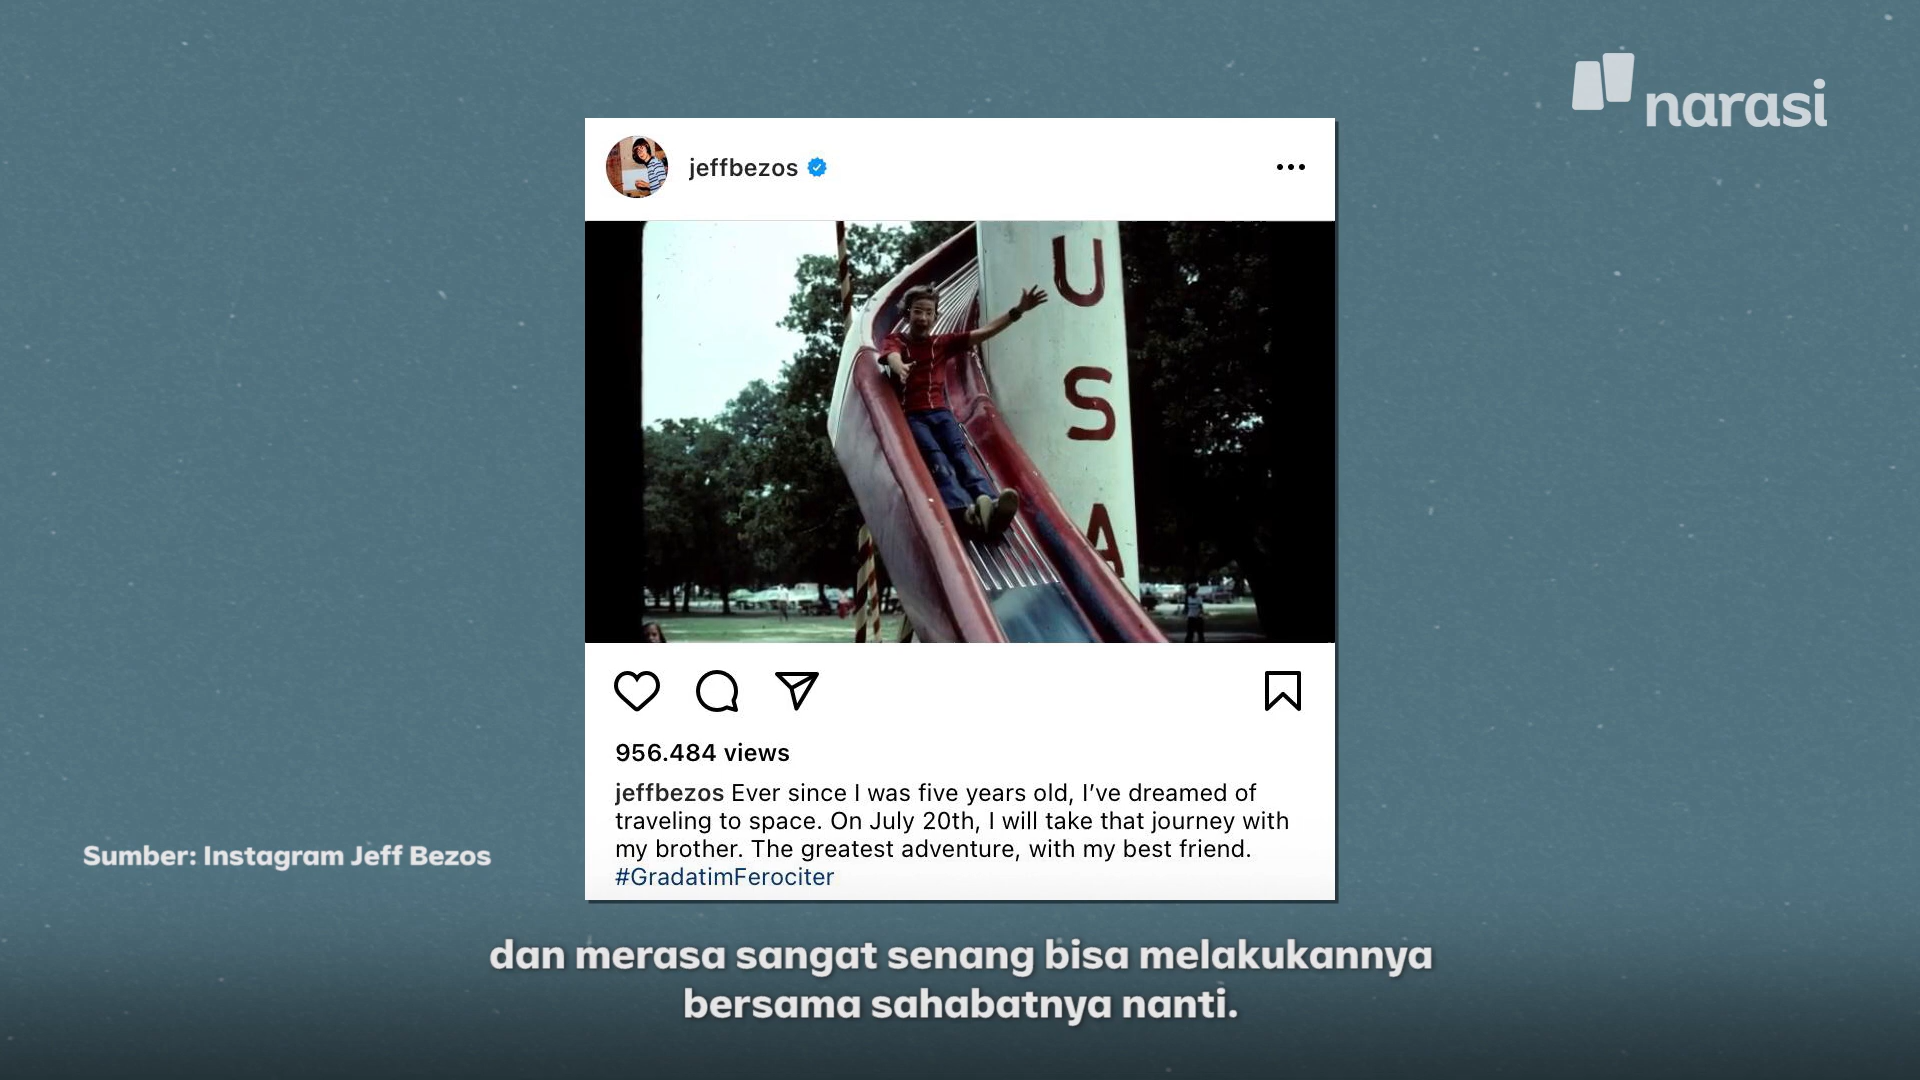 narasi
jeffbezos
U
S
A
956.484 views
jeffbezos Ever since I was five years old, I’ve dreamed of
traveling to space. On July 20th, I will take that journey with
my brother. The greatest adventure, with my best friend.
#GradatimFerociter
Sumber: Instagram Jeff Bezos
dan merasa sangat senang bisa melakukannya
bersama sahabatnya nanti.